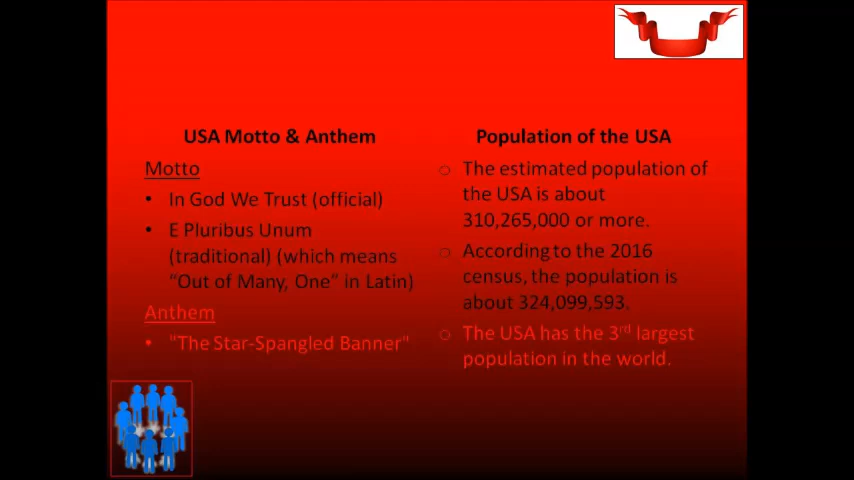 USA Motto & Anthem
Motto
• In God We Trust (official)
• E Pluribus Unum
(traditional) (which means
“Out of Many, One” in Latin)
Anthem
• "The Star-Spangled Banner"
Population of the USA
○ The estimated population of
the USA is about
310,265,000 or more.
○ According to the 2016
census, the population is
about 324,099,593.
○ The USA has the 3rd largest
population in the world.